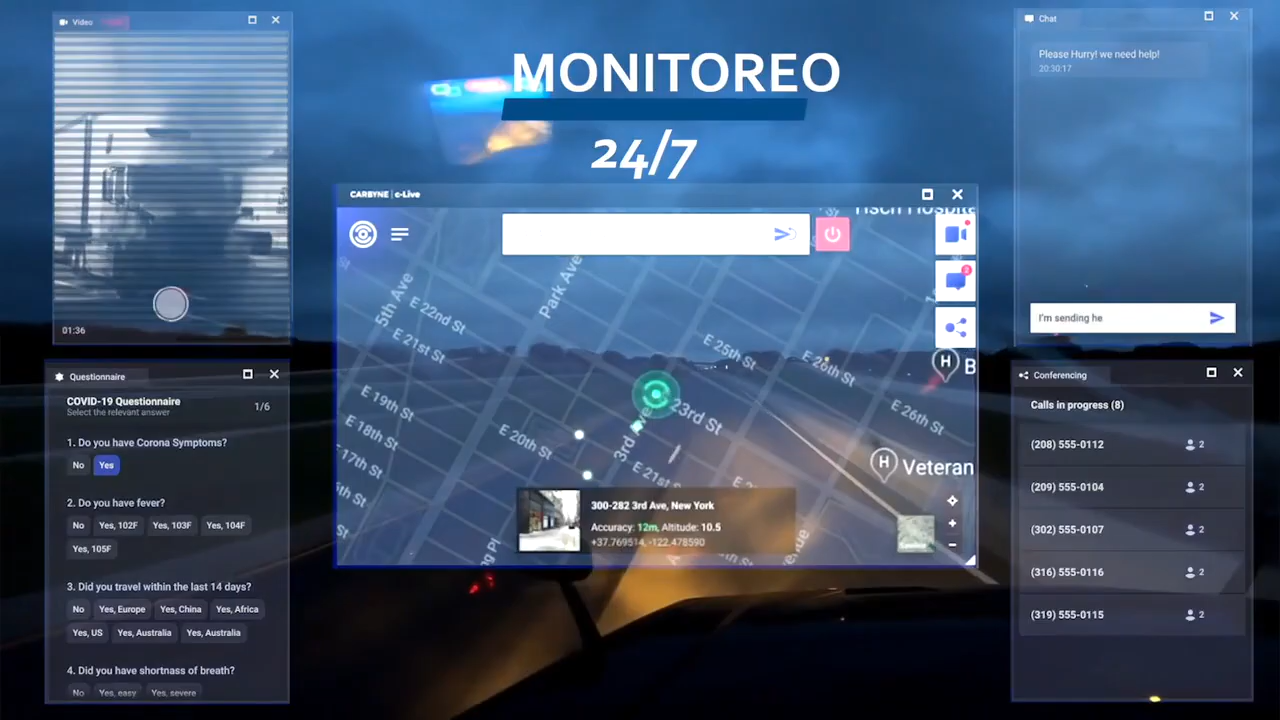 Video
01:36
MONITOREO
24/7
CARBYNE | c-Live
5th Ave
Park Ave
E 22nd St
E 21st St
E 25th St
E 26th St
E 19th St
E 18th St
E 20th St
3rd Ave
23rd St
E 21st
E 26th St
H
B
H
Veteran
300-282 3rd Ave, New York
Accuracy: 12m, Altitude: 10.5
+37.769514, -122.478590
Chat
Please Hurry! we need help!
20:30:17
I'm sending he
Questionnaire
COVID-19 Questionnaire
Select the relevant answer
1/6
1. Do you have Corona Symptoms?
No Yes
2. Do you have fever?
No Yes, 102F Yes, 103F Yes, 104F
Yes, 105F
3. Did you travel within the last 14 days?
No Yes, Europe Yes, China Yes, Africa
Yes, US Yes, Australia Yes, Australia
4. Did you have shortnass of breath?
No Yes, easy Yes, severe
Conferencing
Calls in progress (8)
(208) 555-0112 2
(209) 555-0104 2
(302) 555-0107 2
(316) 555-0116 2
(319) 555-0115 2